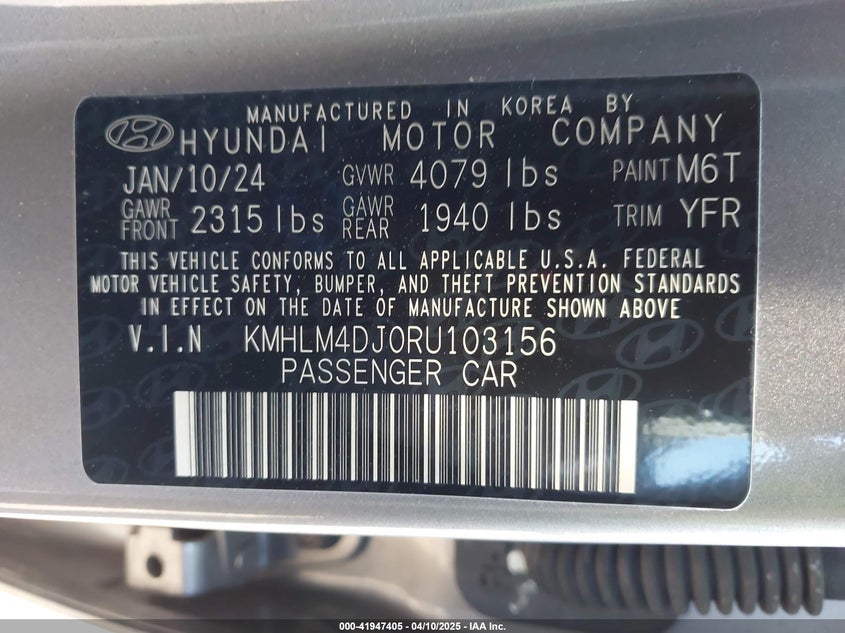 MANUFACTURED IN KOREA BY
HYUNDAI MOTOR COMPANY
JAN/10/24 GVWR 4079 lbs PAINT M6T
GAWR FRONT 2315 lbs GAWR REAR 1940 lbs TRIM YFR
THIS VEHICLE CONFORMS TO ALL APPLICABLE U.S.A. FEDERAL
MOTOR VEHICLE SAFETY, BUMPER, AND THEFT PREVENTION STANDARDS
IN EFFECT ON THE DATE OF MANUFACTURE SHOWN ABOVE
V.I.N KMHLM4DJ0RU103156
PASSENGER CAR
000-41947405 - 04/10/2025 - IAA Inc.